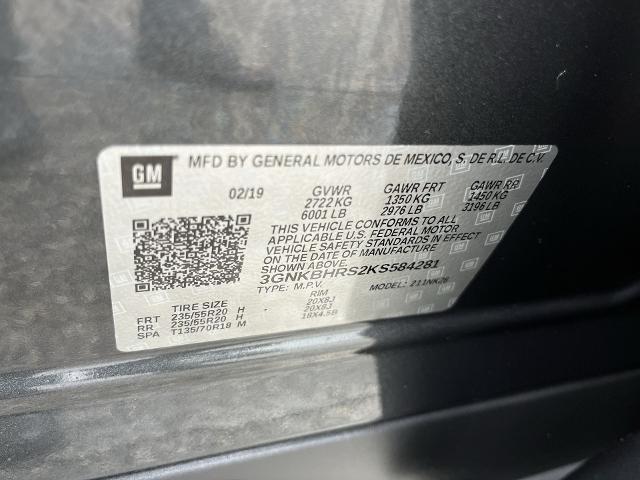 GM MFD BY GENERAL MOTORS DE MEXICO, S. DE R.L. DE C.V.
02/19 GVWR GAWR FRT GAWR RR
2722 KG 1350 KG 1450 KG
6001 LB 2976 LB 3196 LB
THIS VEHICLE CONFORMS TO ALL
APPLICABLE U.S. FEDERAL MOTOR
VEHICLE SAFETY STANDARDS IN EFFECT
ON THE DATE OF MANUFACTURE
SHOWN ABOVE.
3GNKBHRS2KS584281
TYPE: M.P.V. MODEL: 211NK26
TIRE SIZE RIM
FRT 235/55R20 H - 20X8J
RR 235/55R20 H - 20X8J
SPA T135/70R18 M 18X4.5B